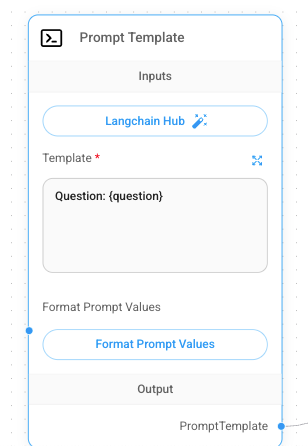 Prompt Template
Inputs
Langchain Hub
Template *
Question: {question}
Format Prompt Values
Format Prompt Values
Output
PromptTemplate